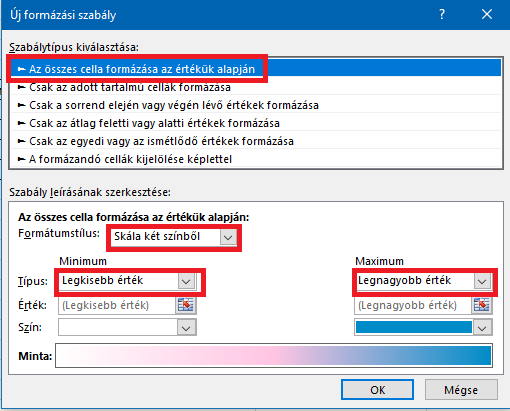 Új formázási szabály ?
Szabálytípus kiválasztása:
► Az összes cella formázása az értékük alapján
► Csak az adott tartalmú cellák formázása
► Csak a sorrend elején vagy végén lévő értékek formázása
► Csak az átlag feletti vagy alatti értékek formázása
► Csak az egyedi vagy az ismétlődő értékek formázása
► A formázandó cellák kijelölése képlettel
Szabály leírásának szerkesztése:
Az összes cella formázása az értékük alapján:
Formátumstílus: Skála két színből
Minimum Maximum
Típus: Legkisebb érték Legnagyobb érték
Érték: (Legkisebb érték) (Legnagyobb érték)
Szín:
Minta:
OK Mégse